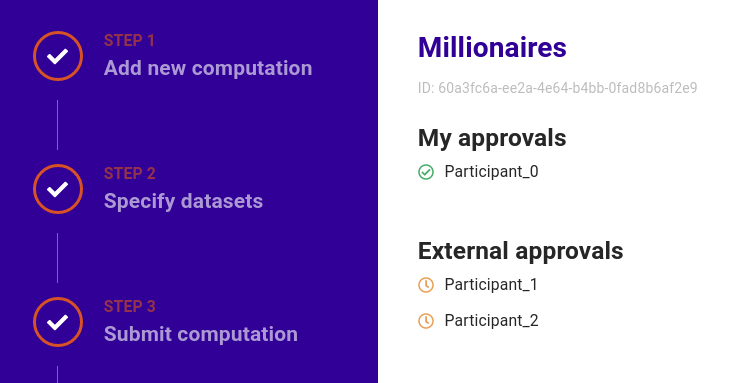 STEP 1
Add new computation
STEP 2
Specify datasets
STEP 3
Submit computation
Millionaires
ID: 60a3fc6a-ee2a-4e64-b4bb-0fad8b6af2e9
My approvals
Participant_0
External approvals
Participant_1
Participant_2